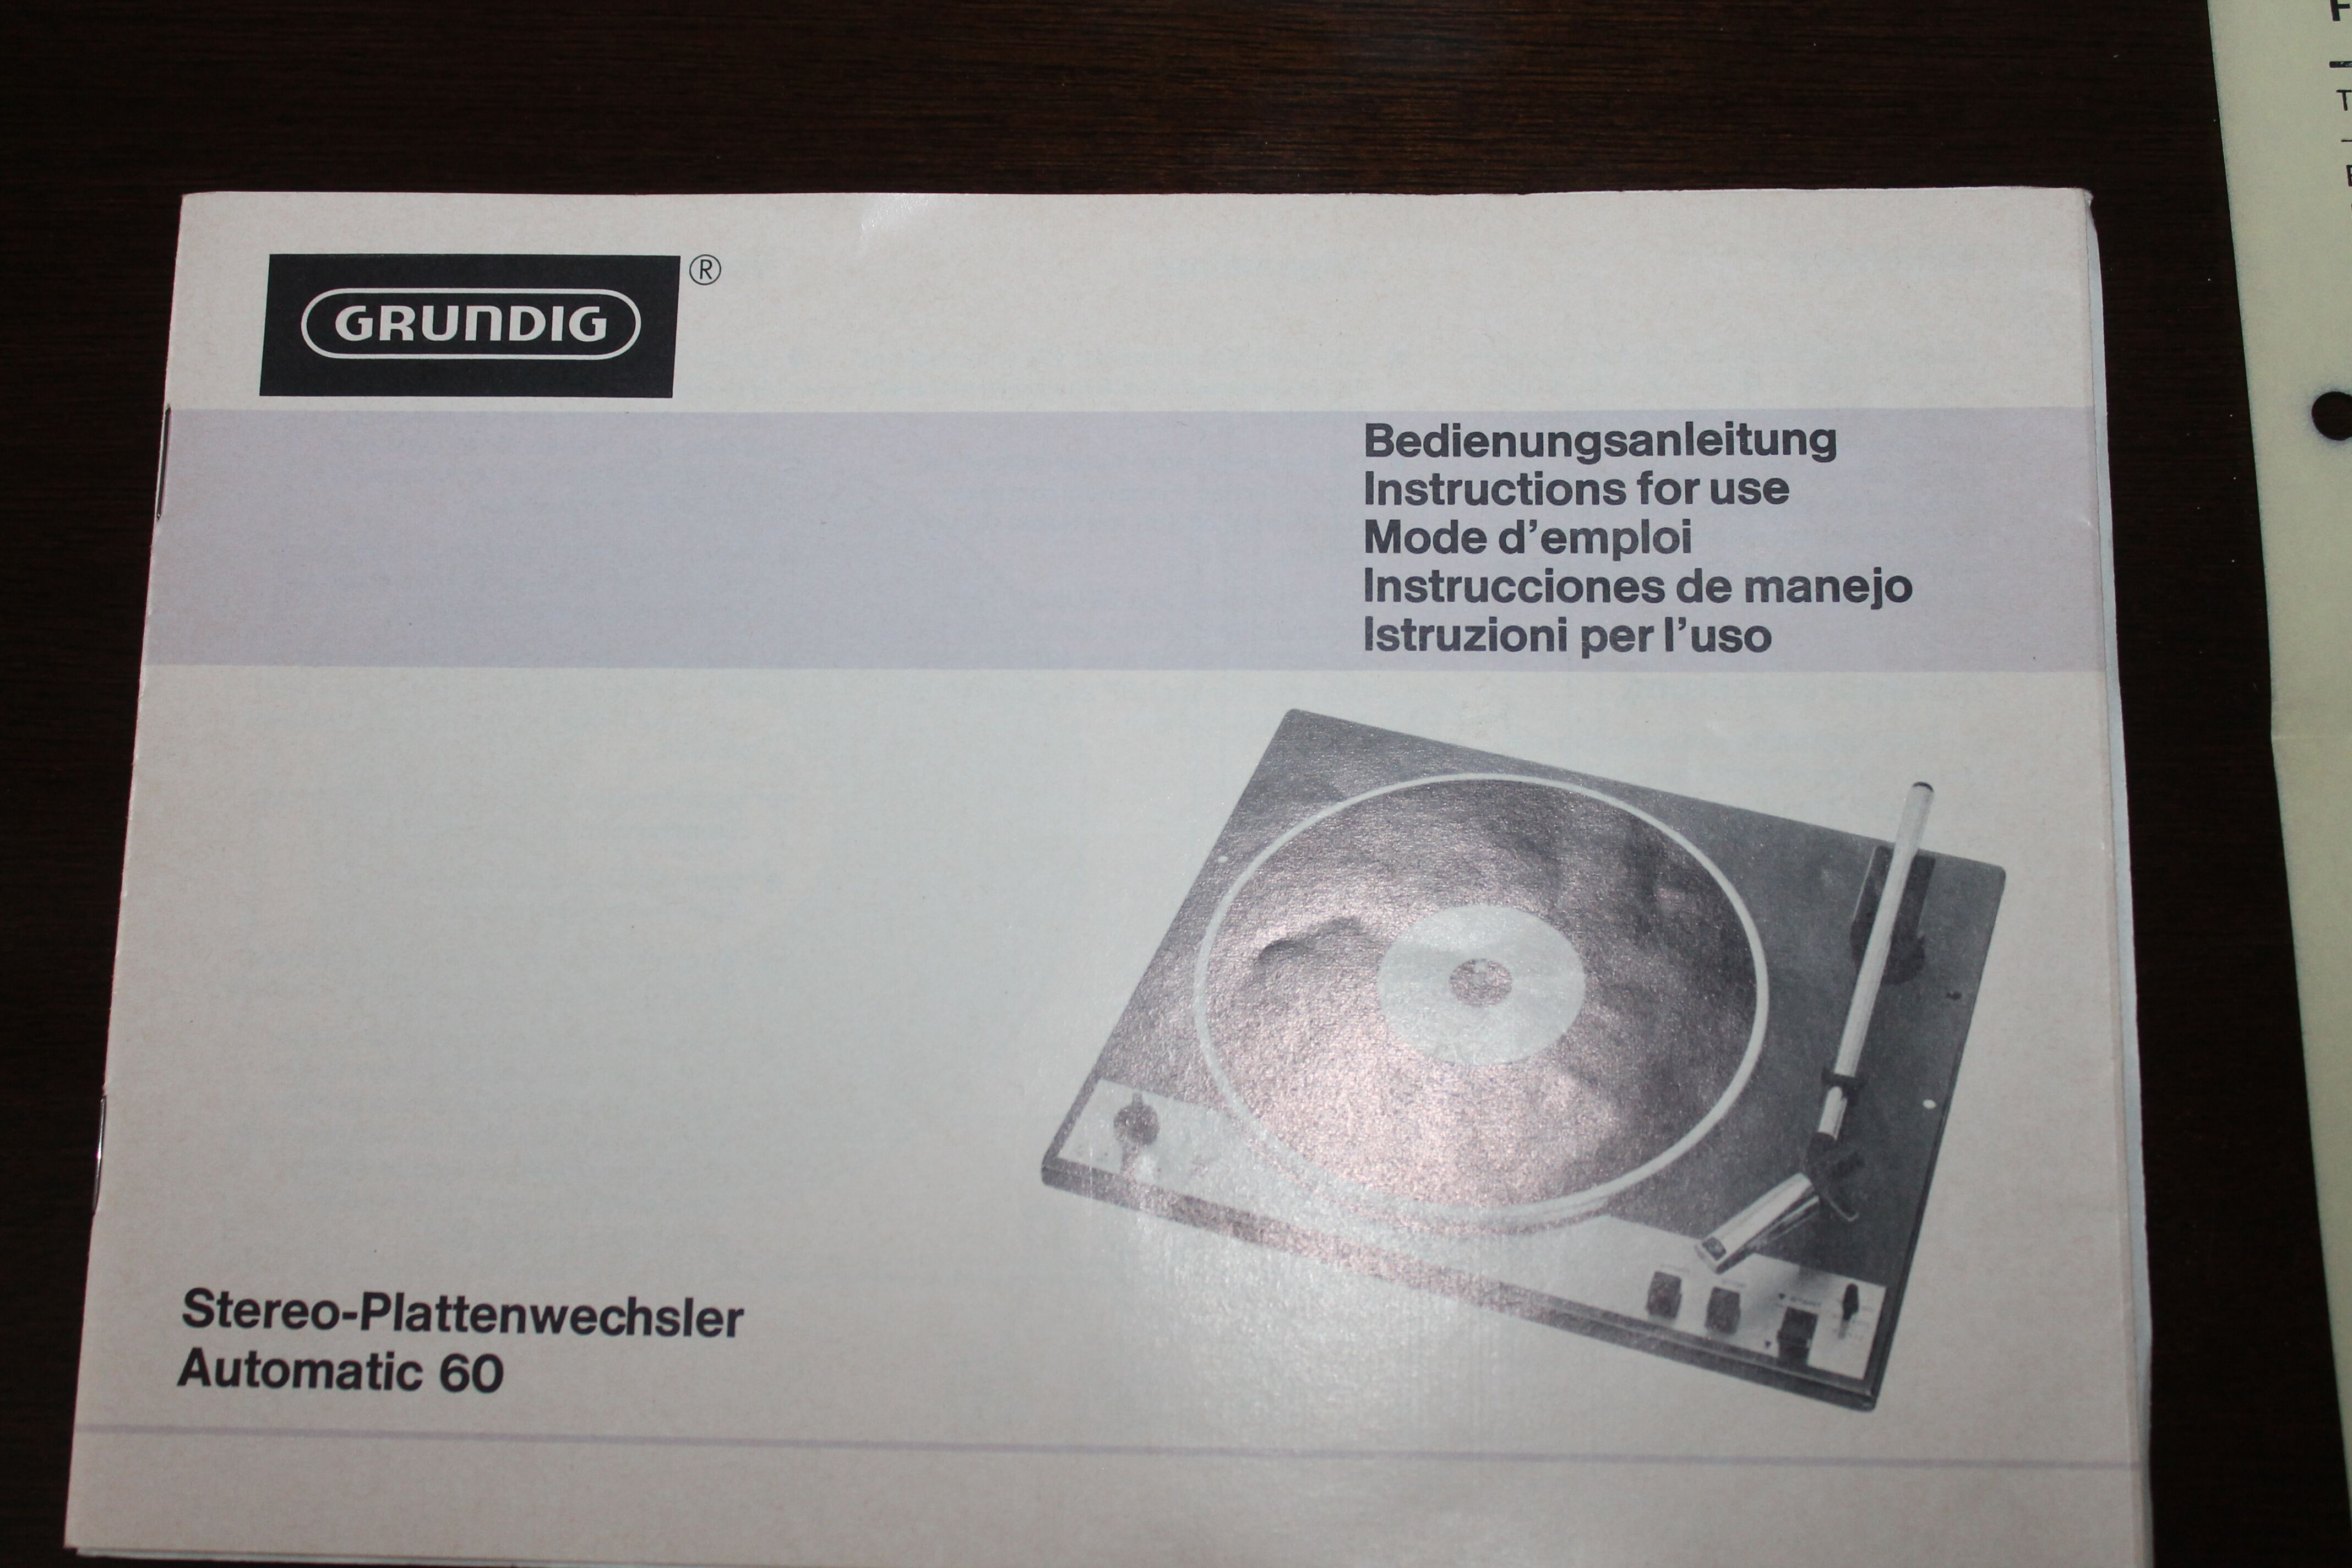 GRUNDIG ®
Bedienungsanleitung
Instructions for use
Mode d'emploi
Instrucciones de manejo
Istruzioni per l'uso
Stereo-Plattenwechsler
Automatic 60